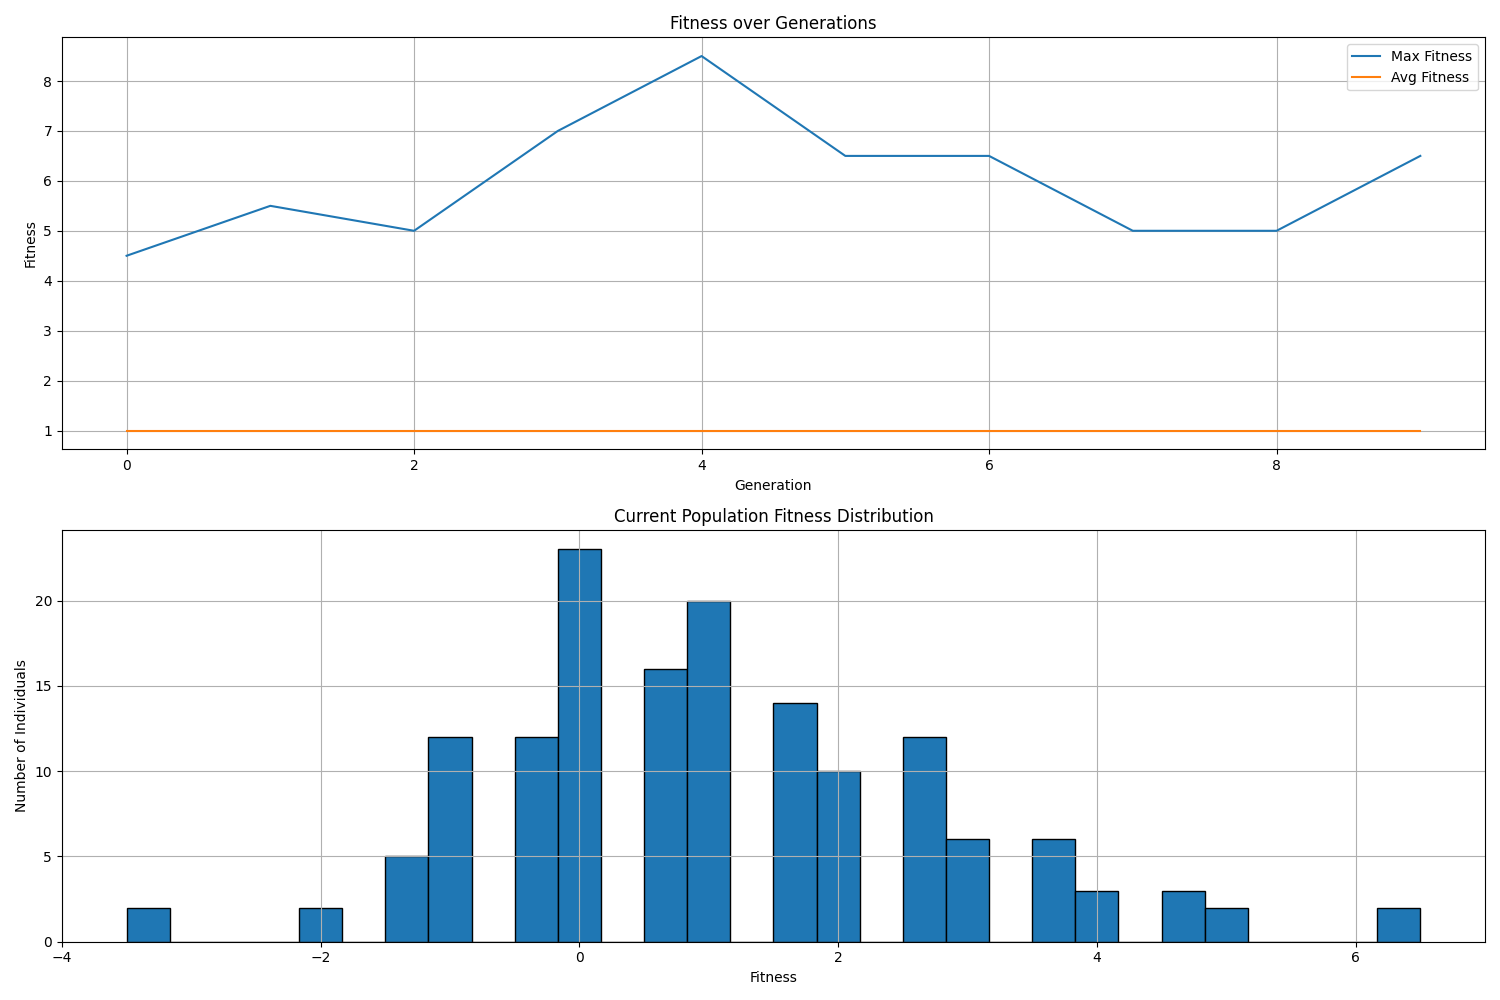 Fitness over Generations
Max Fitness
Avg Fitness
8
7
6
5
4
3
2
1
Fitness
0 2 4 6 8
Generation
Current Population Fitness Distribution
20
15
10
5
0
Number of Individuals
−4 −2 0 2 4 6
Fitness